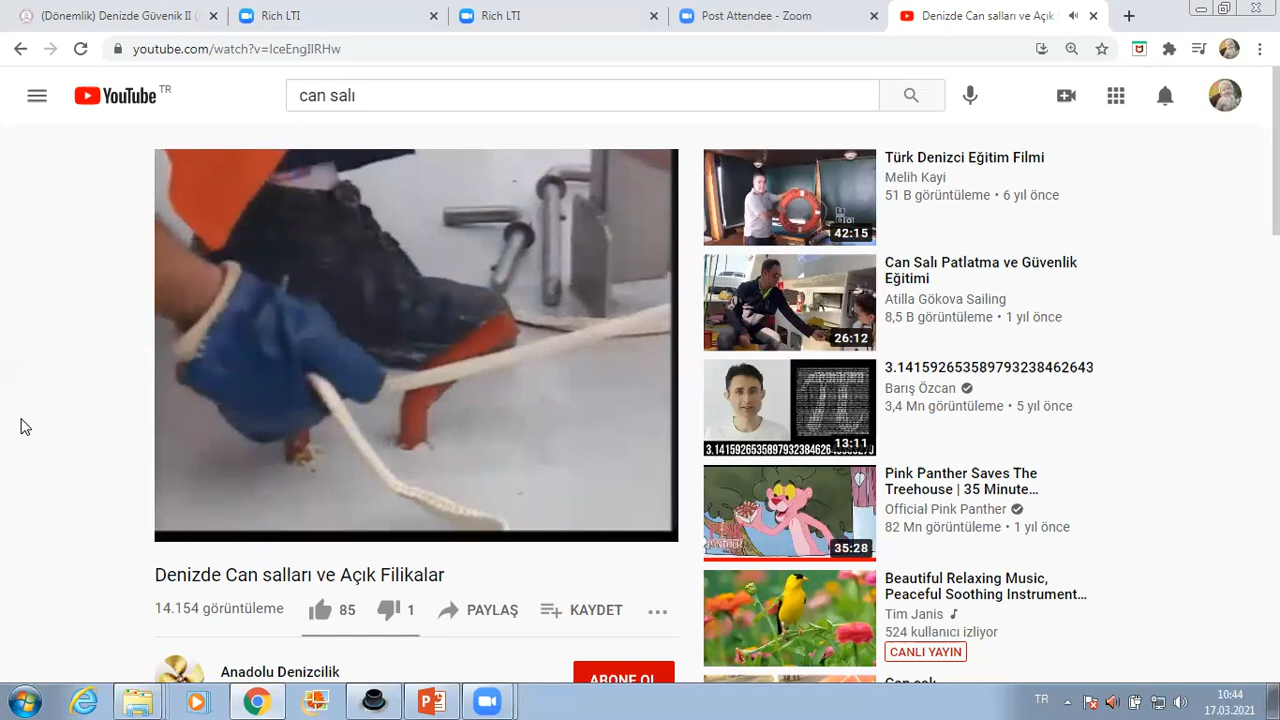 (Dönemlik) Denizde Güvenik II (
Rich LTI
Rich LTI
Post Attendee - Zoom
Denizde Can salları ve Açık
youtube.com/watch?v=IceEngIlRHw
YouTube TR
can salı
Türk Denizci Eğitim Filmi
Melih Kayi
51 B görüntüleme • 6 yıl önce
42:15
Can Salı Patlatma ve Güvenlik
Eğitimi
Atilla Gökova Sailing
8,5 B görüntüleme • 1 yıl önce
26:12
3.141592653589793238462643
Barış Özcan
3,4 Mn görüntüleme • 5 yıl önce
13:11
Pink Panther Saves The
Treehouse | 35 Minute...
Official Pink Panther
82 Mn görüntüleme • 1 yıl önce
35:28
Denizde Can salları ve Açık Filikalar
14.154 görüntüleme
85
1
PAYLAŞ
KAYDET
Beautiful Relaxing Music,
Peaceful Soothing Instrument...
Tim Janis
524 kullanıcı izliyor
CANLI YAYIN
Anadolu Denizcilik
ABONE OL
Can salı
TR
10:44
17.03.2021